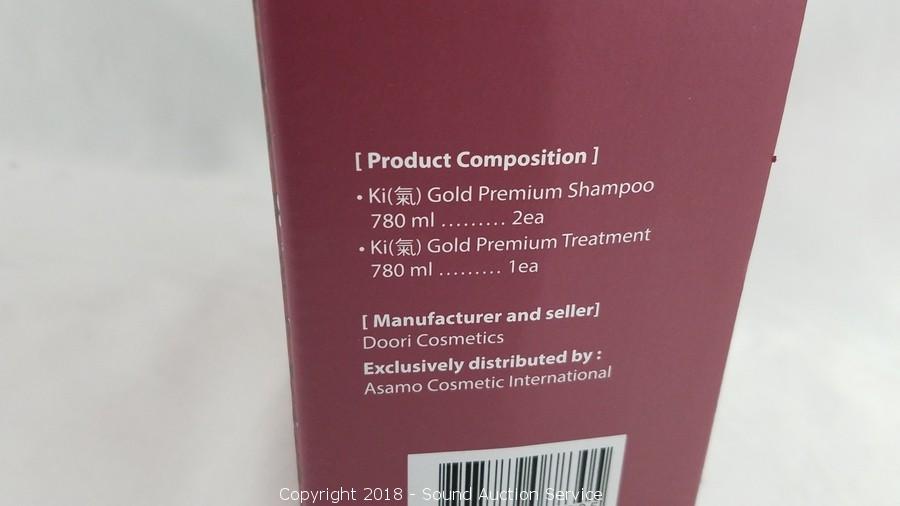 [ Product Composition ]
• Ki(氣) Gold Premium Shampoo
780 ml ......... 2ea
• Ki(氣) Gold Premium Treatment
780 ml ......... 1ea
[ Manufacturer and seller]
Doori Cosmetics
Exclusively distributed by :
Asamo Cosmetic International
Copyright 2018 - Sound Auction Service